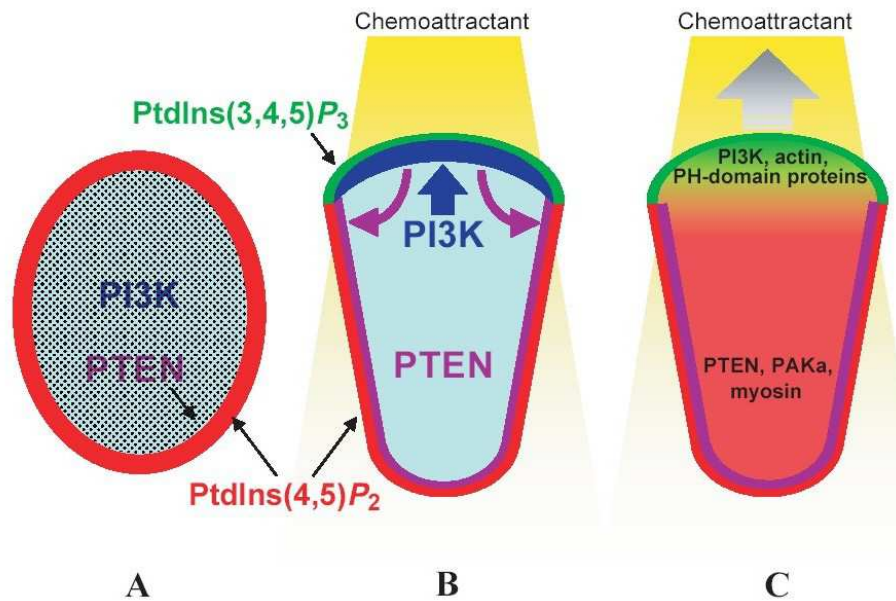 Chemoattractant
Chemoattractant
PtdIns(3,4,5)P3
PI3K, actin,
PH-domain proteins
PI3K
PI3K
PTEN
PTEN
PTEN, PAKa,
myosin
PtdIns(4,5)P2
A
B
C